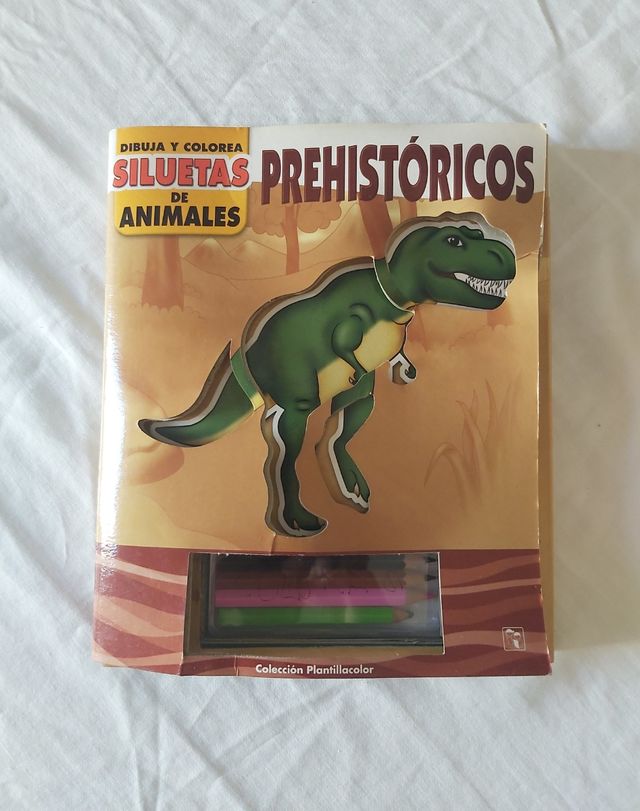 DIBUJA Y COLOREA
SILUETAS
DE
ANIMALES
PREHISTÓRICOS
Colección Plantillacolor